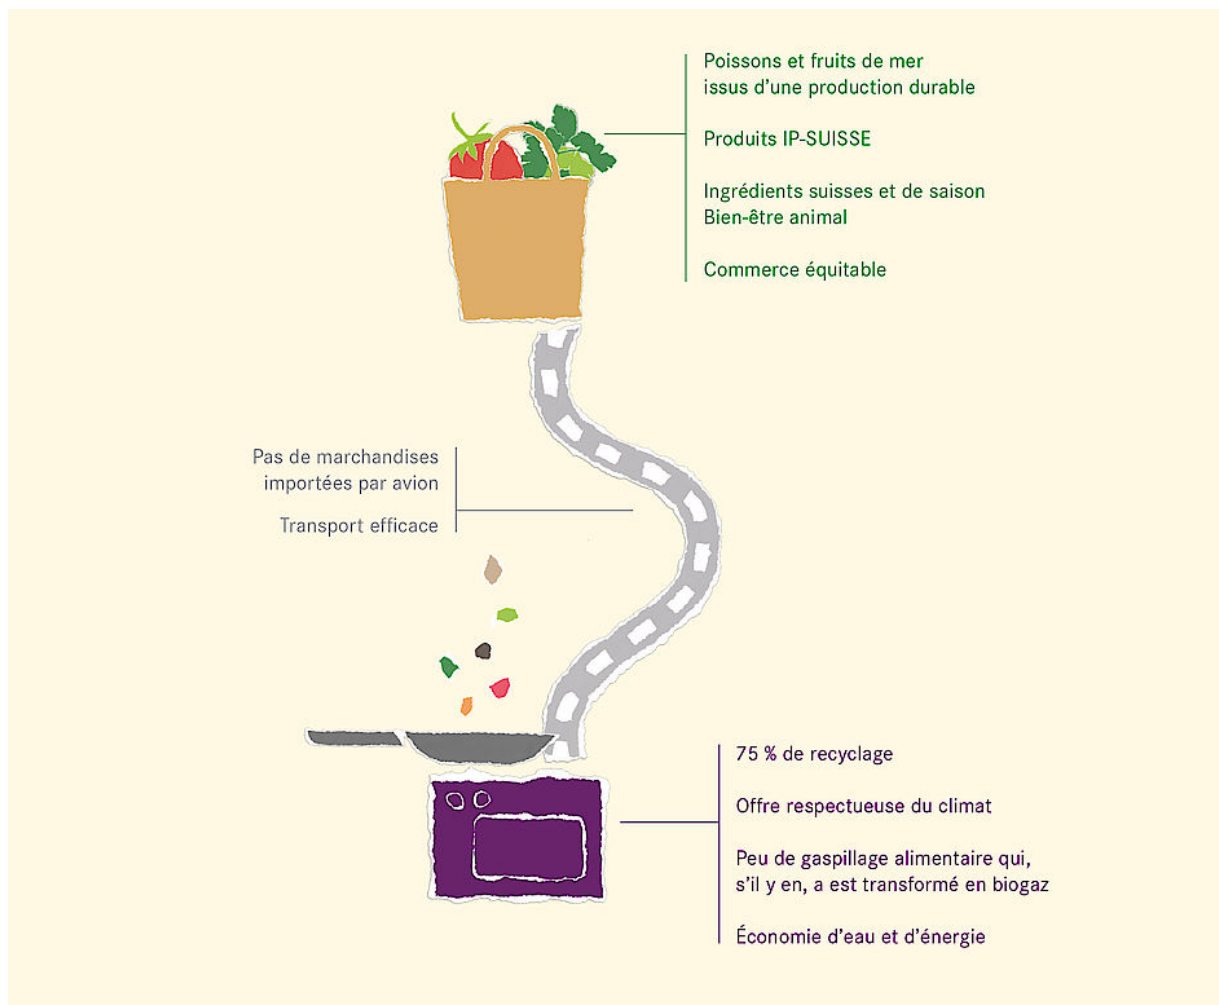 Poissons et fruits de mer
issus d'une production durable
Produits IP-SUISSE
Ingrédients suisses et de saison
Bien-être animal
Commerce équitable
Pas de marchandises
importées par avion
Transport efficace
75 % de recyclage
Offre respectueuse du climat
Peu de gaspillage alimentaire qui,
s'il y en, a est transformé en biogaz
Économie d'eau et d'énergie